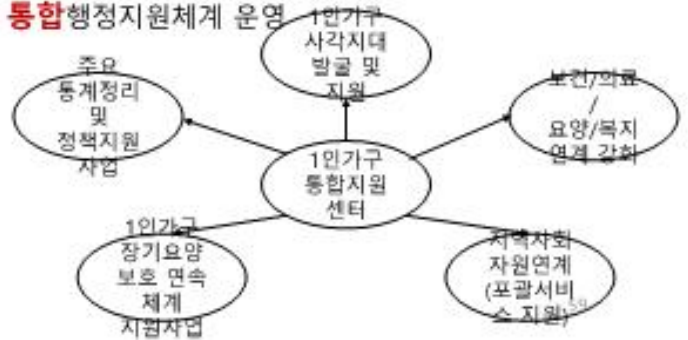 통합행정지원체계 운영
1인가구
사각지대
발굴 및
지원
주요
통계정리
및
정책지원
사업
보건/의료
/
요양/복지
연계 강화
1인가구
통합지원
센터
1인가구
장기요양
보호 연속
체계
지원사업
지역사회
자원연계
(포괄서비
스 지원)
59